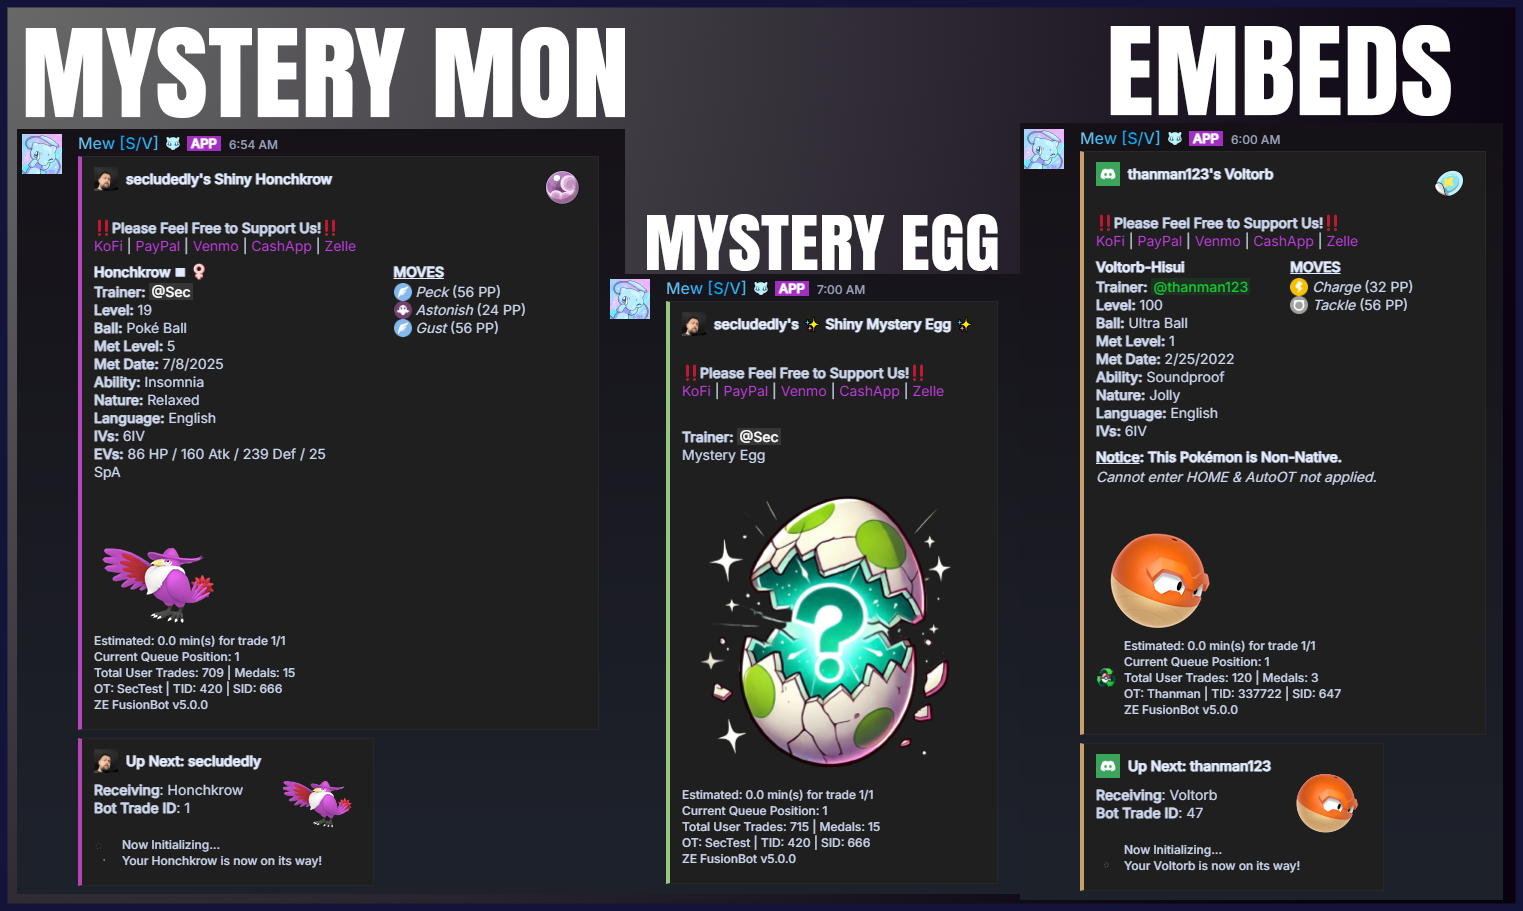 MYSTERY MON
Mew [S/V] APP 6:54 AM
secludedly's Shiny Honchkrow
‼Please Feel Free to Support Us!‼
KoFi | PayPal | Venmo | CashApp | Zelle
Honchkrow
Trainer: @Sec
Level: 19
Ball: Poké Ball
Met Level: 5
Met Date: 7/8/2025
Ability: Insomnia
Nature: Relaxed
Language: English
IVs: 6IV
EVs: 86 HP / 160 Atk / 239 Def / 25
SpA
MOVES
Peck (56 PP)
Astonish (24 PP)
Gust (56 PP)
Estimated: 0.0 min(s) for trade 1/1
Current Queue Position: 1
Total User Trades: 709 | Medals: 15
OT: SecTest | TID: 420 | SID: 666
ZE FusionBot v5.0.0
Up Next: secludedly
Receiving: Honchkrow
Bot Trade ID: 1
Now Initializing...
Your Honchkrow is now on its way!
MYSTERY EGG
Mew [S/V] APP 7:00 AM
secludedly's ✨ Shiny Mystery Egg ✨
‼Please Feel Free to Support Us!‼
KoFi | PayPal | Venmo | CashApp | Zelle
Trainer: @Sec
Mystery Egg
?
Estimated: 0.0 min(s) for trade 1/1
Current Queue Position: 1
Total User Trades: 715 | Medals: 15
OT: SecTest | TID: 420 | SID: 666
ZE FusionBot v5.0.0
EMBEDS
Mew [S/V] APP 6:00 AM
thanman123's Voltorb
‼Please Feel Free to Support Us!‼
KoFi | PayPal | Venmo | CashApp | Zelle
Voltorb-Hisui
Trainer: @thanman123
Level: 100
Ball: Ultra Ball
Met Level: 1
Met Date: 2/25/2022
Ability: Soundproof
Nature: Jolly
Language: English
IVs: 6IV
MOVES
Charge (32 PP)
Tackle (56 PP)
Notice: This Pokémon is Non-Native.
Cannot enter HOME & AutoOT not applied.
Estimated: 0.0 min(s) for trade 1/1
Current Queue Position: 1
Total User Trades: 120 | Medals: 3
OT: Thanman | TID: 337722 | SID: 647
ZE FusionBot v5.0.0
Up Next: thanman123
Receiving: Voltorb
Bot Trade ID: 47
Now Initializing...
Your Voltorb is now on its way!